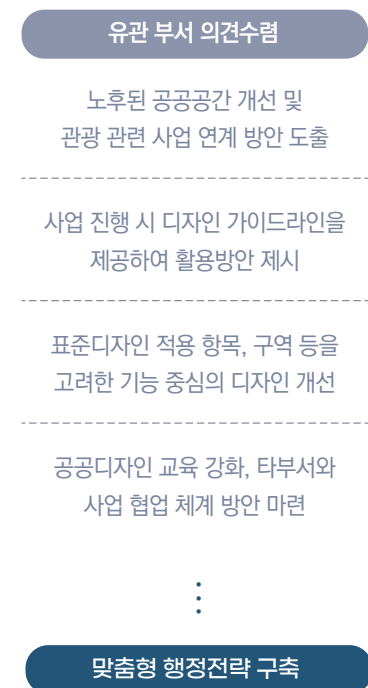 유관 부서 의견수렴
노후된 공공공간 개선 및
관광 관련 사업 연계 방안 도출
사업 진행 시 디자인 가이드라인을
제공하여 활용방안 제시
표준디자인 적용 항목, 구역 등을
고려한 기능 중심의 디자인 개선
공공디자인 교육 강화, 타부서와
사업 협업 체계 방안 마련
⋮
맞춤형 행정전략 구축